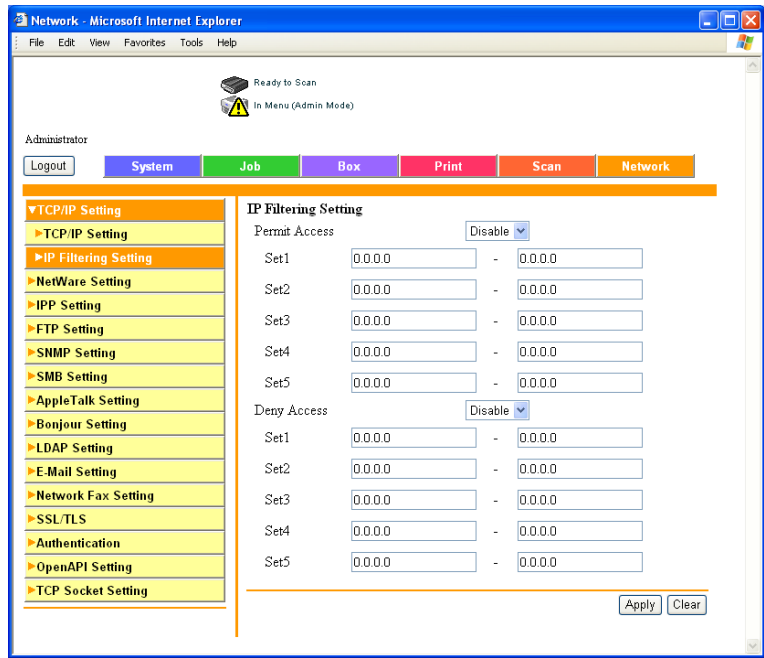 Network - Microsoft Internet Explorer
File Edit View Favorites Tools Help
Ready to Scan
In Menu (Admin Mode)
Administrator
Logout System Job Box Print Scan Network
▼TCP/IP Setting
►TCP/IP Setting
►IP Filtering Setting
►NetWare Setting
►IPP Setting
►FTP Setting
►SNMP Setting
►SMB Setting
►AppleTalk Setting
►Bonjour Setting
►LDAP Setting
►E-Mail Setting
►Network Fax Setting
►SSL/TLS
►Authentication
►OpenAPI Setting
►TCP Socket Setting
IP Filtering Setting
Permit Access Disable
Set1 0.0.0.0 - 0.0.0.0
Set2 0.0.0.0 - 0.0.0.0
Set3 0.0.0.0 - 0.0.0.0
Set4 0.0.0.0 - 0.0.0.0
Set5 0.0.0.0 - 0.0.0.0
Deny Access Disable
Set1 0.0.0.0 - 0.0.0.0
Set2 0.0.0.0 - 0.0.0.0
Set3 0.0.0.0 - 0.0.0.0
Set4 0.0.0.0 - 0.0.0.0
Set5 0.0.0.0 - 0.0.0.0
Apply Clear